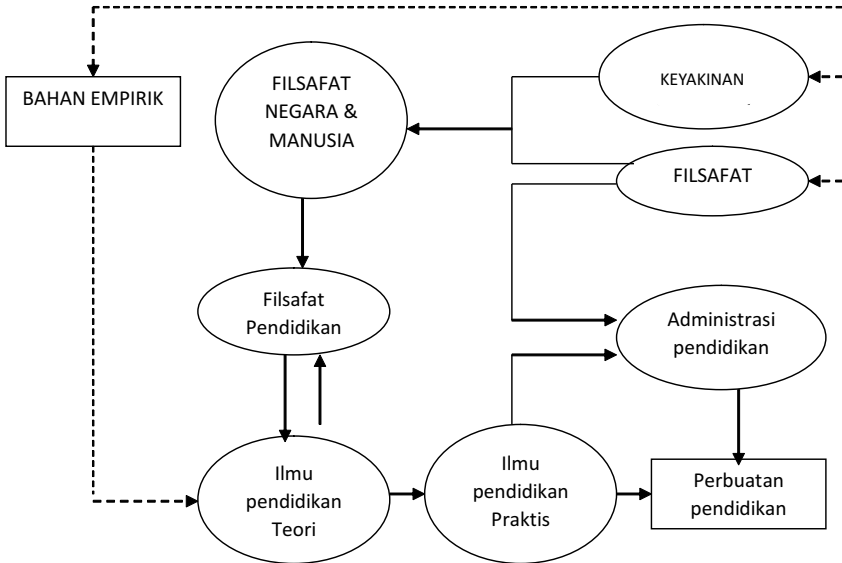 BAHAN EMPIRIK
FILSAFAT
NEGARA &
MANUSIA
KEYAKINAN
FILSAFAT
Filsafat
Pendidikan
Administrasi
pendidikan
Ilmu
pendidikan
Teori
Ilmu
pendidikan
Praktis
Perbuatan
pendidikan